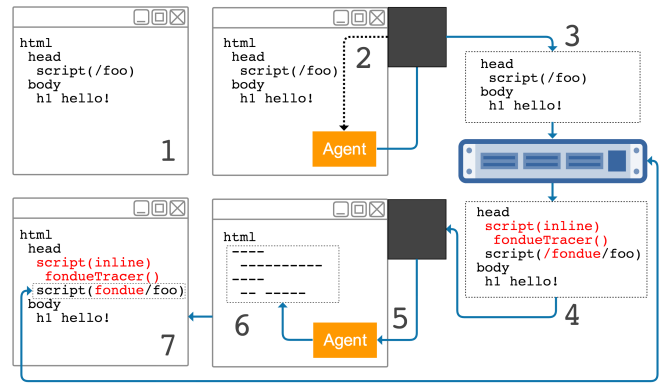 html
head
script(/foo)
body
h1 hello!
1
html
head
script(/foo)
body
h1 hello!
2
Agent
3
head
script(/foo)
body
h1 hello!
head
script(inline)
fondueTracer()
script(/fondue/foo)
body
h1 hello!
4
html
5
6
Agent
html
head
script(inline)
fondueTracer()
script(fondue/foo)
body
h1 hello!
7